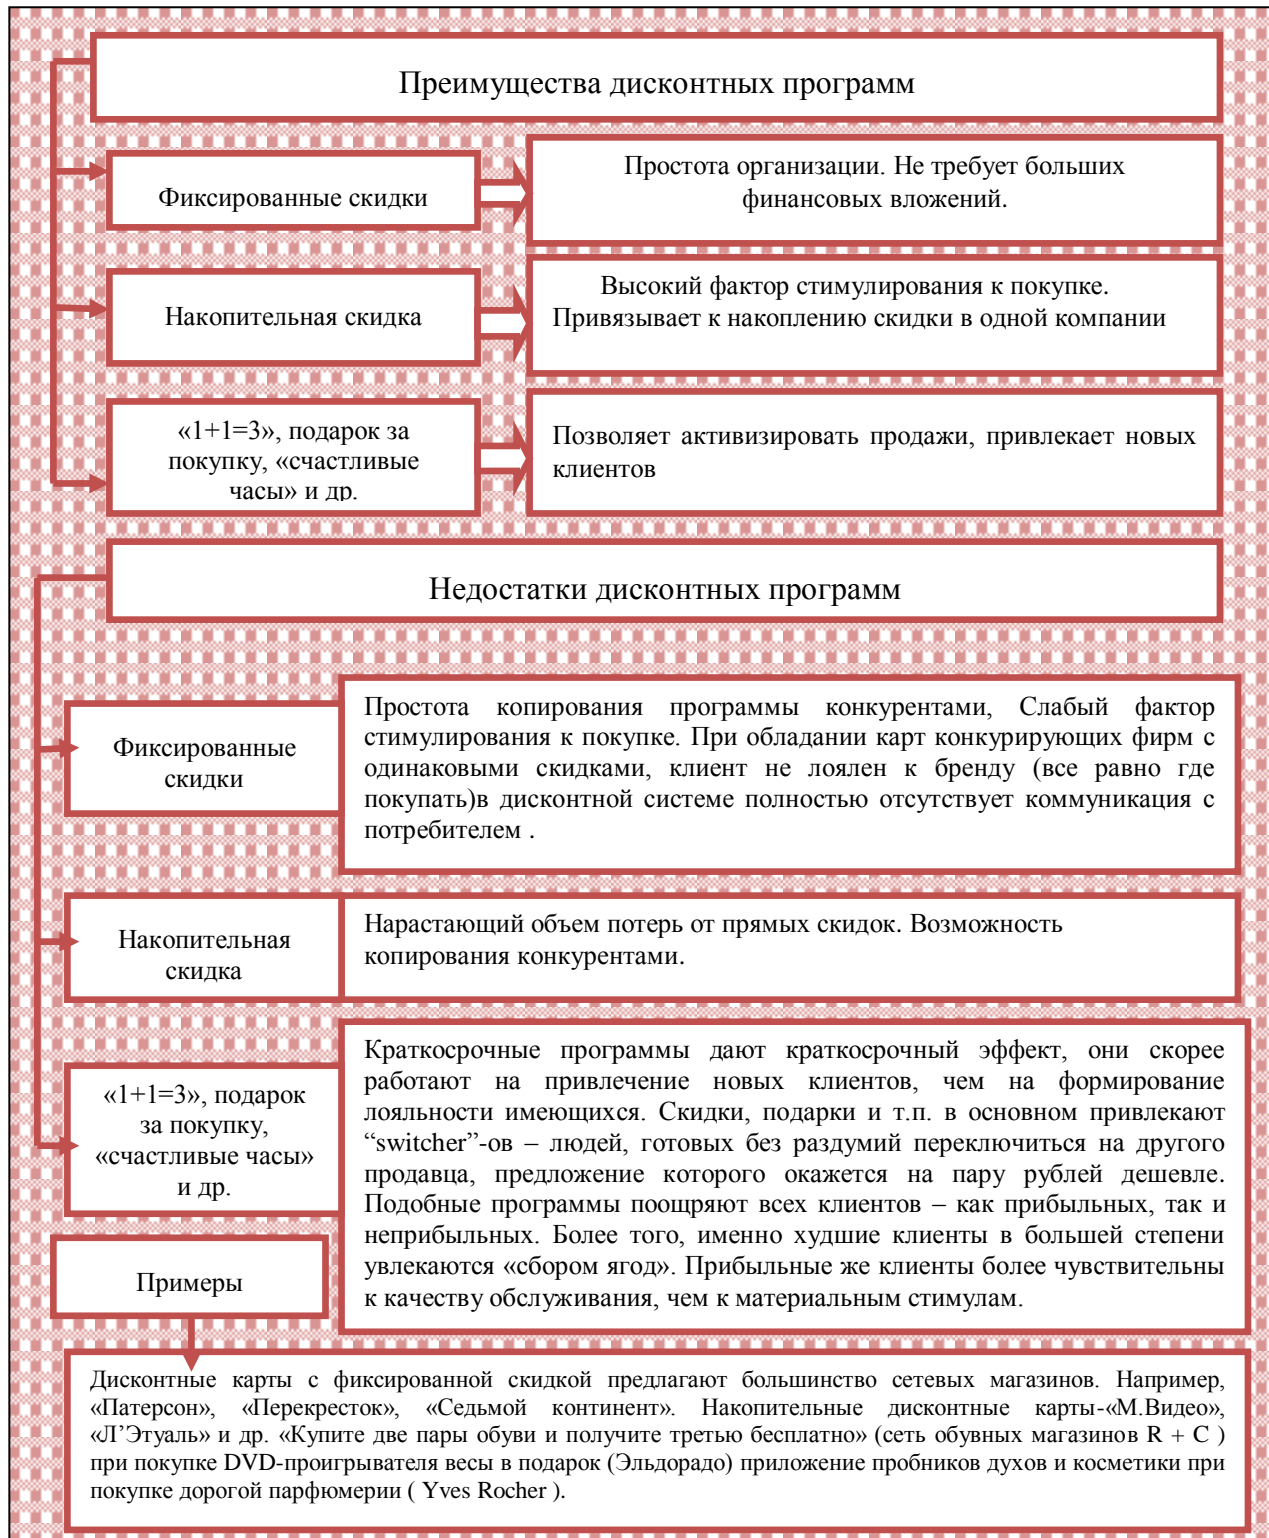 Преимущества дисконтных программ
Фиксированные скидки
Простота организации. Не требует больших
финансовых вложений.
Накопительная скидка
Высокий фактор стимулирования к покупке.
Привязывает к накоплению скидки в одной компании
«1+1=3», подарок за
покупку, «счастливые
часы» и др.
Позволяет активизировать продажи, привлекает новых
клиентов
Недостатки дисконтных программ
Фиксированные
скидки
Простота копирования программы конкурентами, Слабый фактор
стимулирования к покупке. При обладании карт конкурирующих фирм с
одинаковыми скидками, клиент не лоялен к бренду (все равно где
покупать)в дисконтной системе полностью отсутствует коммуникация с
потребителем .
Накопительная
скидка
Нарастающий объем потерь от прямых скидок. Возможность
копирования конкурентами.
«1+1=3», подарок
за покупку,
«счастливые часы»
и др.
Краткосрочные программы дают краткосрочный эффект, они скорее
работают на привлечение новых клиентов, чем на формирование
лояльности имеющихся. Скидки, подарки и т.п. в основном привлекают
“switcher”-ов – людей, готовых без раздумий переключиться на другого
продавца, предложение которого окажется на пару рублей дешевле.
Подобные программы поощряют всех клиентов – как прибыльных, так и
неприбыльных. Более того, именно худшие клиенты в большей степени
увлекаются «сбором ягод». Прибыльные же клиенты более чувствительны
к качеству обслуживания, чем к материальным стимулам.
Примеры
Дисконтные карты с фиксированной скидкой предлагают большинство сетевых магазинов. Например,
«Патерсон», «Перекресток», «Седьмой континент». Накопительные дисконтные карты-«М.Видео»,
«Л’Этуаль» и др. «Купите две пары обуви и получите третью бесплатно» (сеть обувных магазинов R + C )
при покупке DVD-проигрывателя весы в подарок (Эльдорадо) приложение пробников духов и косметики при
покупке дорогой парфюмерии ( Yves Rocher ).